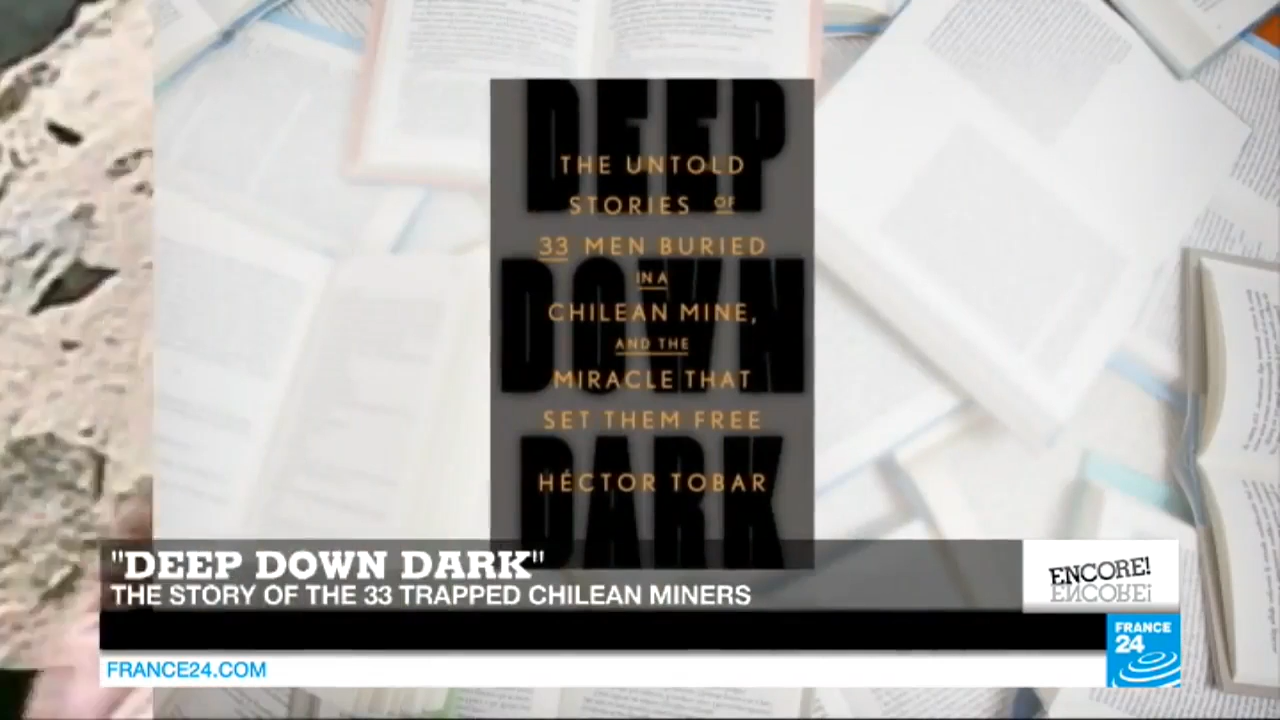 DEEP
THE UNTOLD
STORIES OF
33 MEN BURIED
IN A
DOWN
CHILEAN MINE,
AND THE
MIRACLE THAT
SET THEM FREE
DARK
HÉCTOR TOBAR
"DEEP DOWN DARK"
THE STORY OF THE 33 TRAPPED CHILEAN MINERS
ENCORE!
ENCORE!
FRANCE
24
FRANCE24.COM